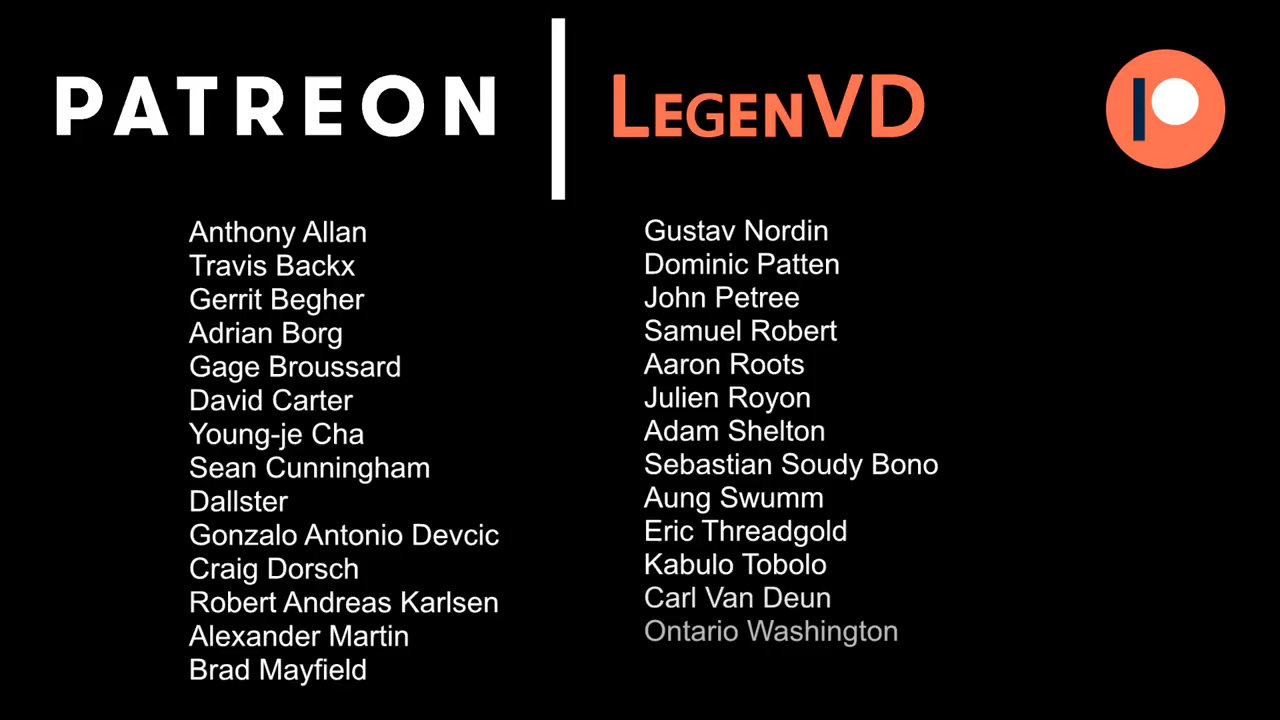 PATREON
LEGENVD
Anthony Allan
Travis Backx
Gerrit Begher
Adrian Borg
Gage Broussard
David Carter
Young-je Cha
Sean Cunningham
Dallster
Gonzalo Antonio Devcic
Craig Dorsch
Robert Andreas Karlsen
Alexander Martin
Brad Mayfield
Gustav Nordin
Dominic Patten
John Petree
Samuel Robert
Aaron Roots
Julien Royon
Adam Shelton
Sebastian Soudy Bono
Aung Swumm
Eric Threadgold
Kabulo Tobolo
Carl Van Deun
Ontario Washington